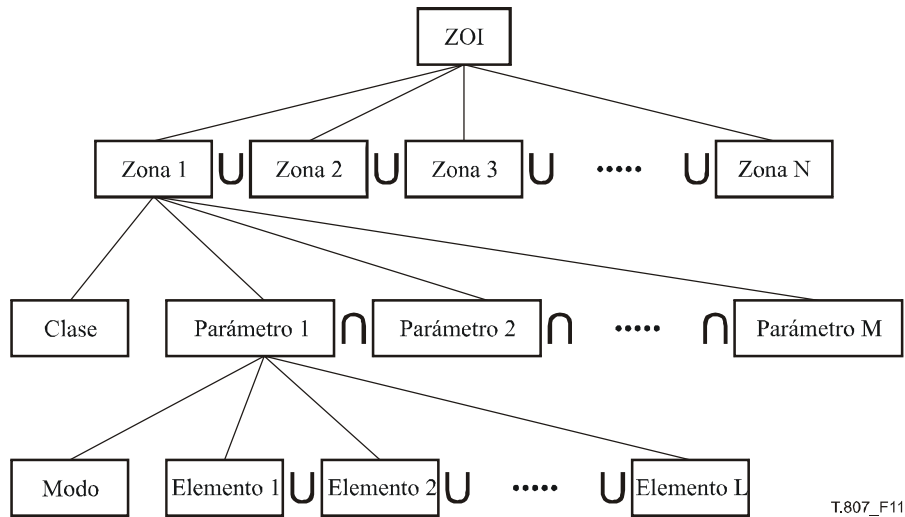 ZOI
Zona 1 ∪ Zona 2 ∪ Zona 3 ∪ ••••• ∪ Zona N
Clase Parámetro 1 ∩ Parámetro 2 ∩ ••••• ∩ Parámetro M
Modo Elemento 1 ∪ Elemento 2 ∪ ••••• ∪ Elemento L
T.807_F11